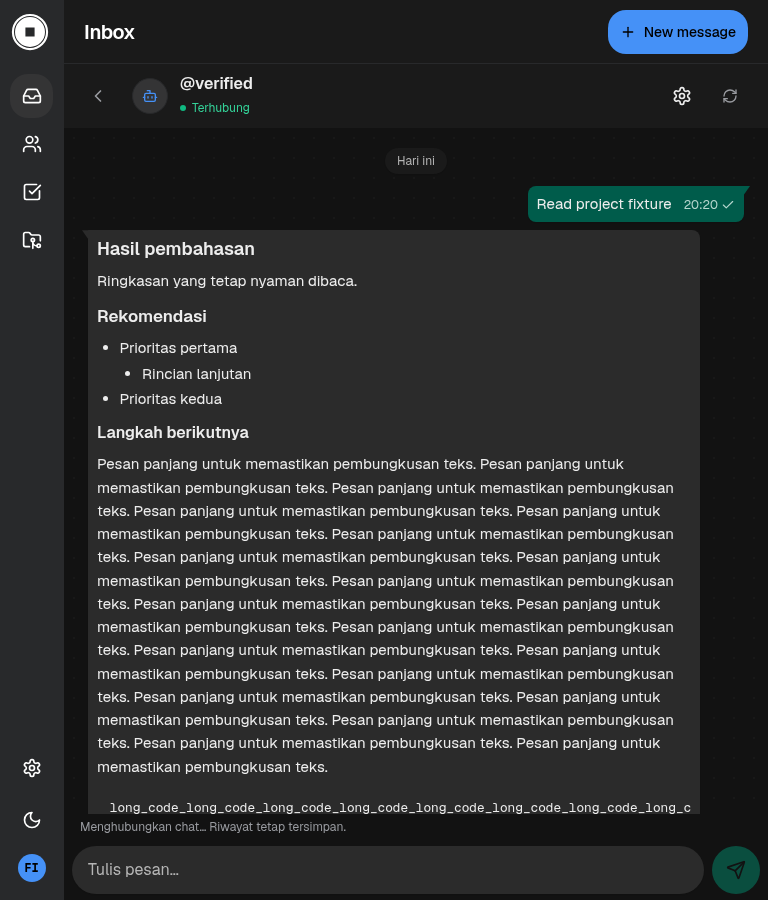 Inbox
New message
@verified
Terhubung
Hari ini
Read project fixture 20:20
Hasil pembahasan
Ringkasan yang tetap nyaman dibaca.
Rekomendasi
Prioritas pertama
Rincian lanjutan
Prioritas kedua
Langkah berikutnya
Pesan panjang untuk memastikan pembungkusan teks. Pesan panjang untuk
memastikan pembungkusan teks. Pesan panjang untuk memastikan pembungkusan
teks. Pesan panjang untuk memastikan pembungkusan teks. Pesan panjang untuk
memastikan pembungkusan teks. Pesan panjang untuk memastikan pembungkusan
teks. Pesan panjang untuk memastikan pembungkusan teks. Pesan panjang untuk
memastikan pembungkusan teks. Pesan panjang untuk memastikan pembungkusan
teks. Pesan panjang untuk memastikan pembungkusan teks. Pesan panjang untuk
memastikan pembungkusan teks. Pesan panjang untuk memastikan pembungkusan
teks. Pesan panjang untuk memastikan pembungkusan teks. Pesan panjang untuk
memastikan pembungkusan teks. Pesan panjang untuk memastikan pembungkusan
teks. Pesan panjang untuk memastikan pembungkusan teks. Pesan panjang untuk
memastikan pembungkusan teks. Pesan panjang untuk memastikan pembungkusan
teks. Pesan panjang untuk memastikan pembungkusan teks. Pesan panjang untuk
memastikan pembungkusan teks.
long_code_long_code_long_code_long_code_long_code_long_code_long_code_long_c
Menghubungkan chat… Riwayat tetap tersimpan.
FI
Tulis pesan…